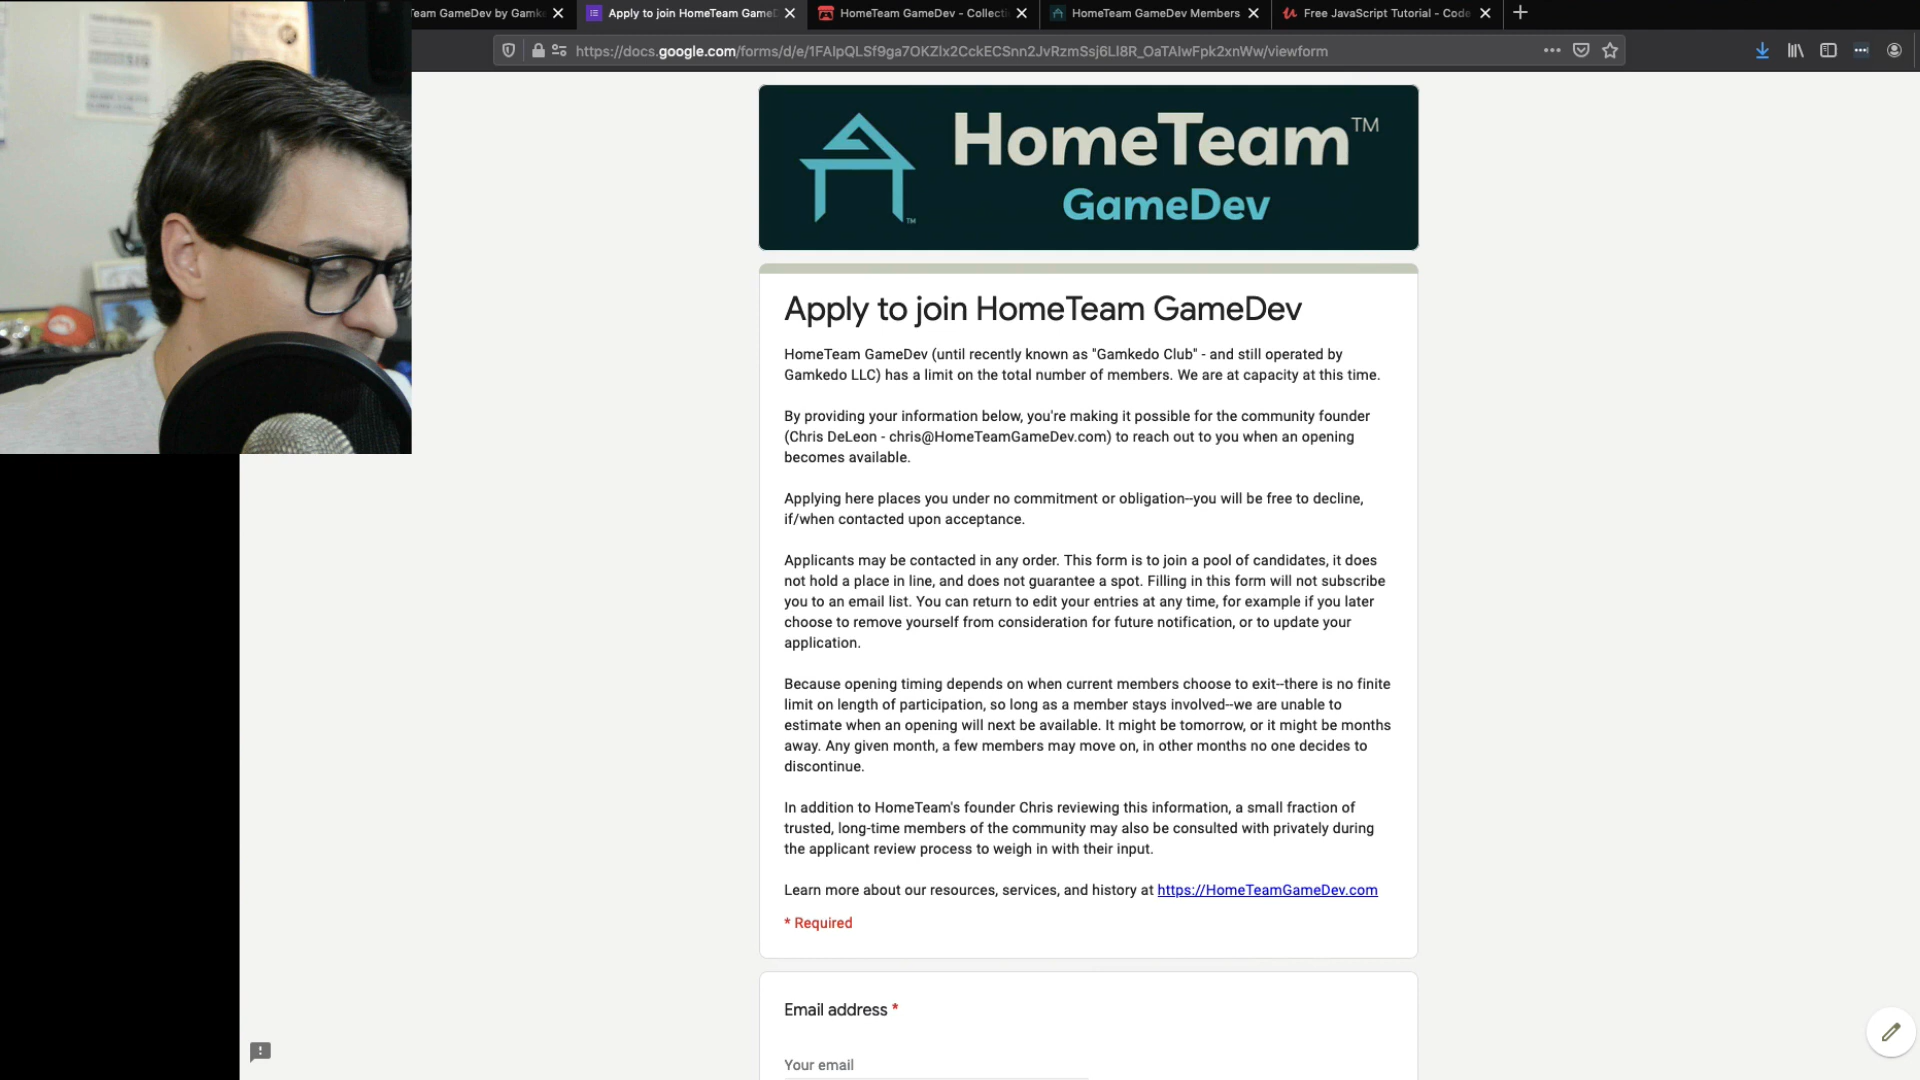 Team GameDev by Gamk
Apply to join HomeTeam GameD
HomeTeam GameDev - Collecti
HomeTeam GameDev Members
Free JavaScript Tutorial - Code
https://docs.google.com/forms/d/e/1FAIpQLSf9ga7OKZIx2CckECSnn2JvRzmSsj6Ll8R_OaTAlwFpk2xnWw/viewform
HomeTeam™
GameDev
TM
Apply to join HomeTeam GameDev
HomeTeam GameDev (until recently known as "Gamkedo Club" - and still operated by
Gamkedo LLC) has a limit on the total number of members. We are at capacity at this time.
By providing your information below, you're making it possible for the community founder
(Chris DeLeon - chris@HomeTeamGameDev.com) to reach out to you when an opening
becomes available.
Applying here places you under no commitment or obligation--you will be free to decline,
if/when contacted upon acceptance.
Applicants may be contacted in any order. This form is to join a pool of candidates, it does
not hold a place in line, and does not guarantee a spot. Filling in this form will not subscribe
you to an email list. You can return to edit your entries at any time, for example if you later
choose to remove yourself from consideration for future notification, or to update your
application.
Because opening timing depends on when current members choose to exit--there is no finite
limit on length of participation, so long as a member stays involved--we are unable to
estimate when an opening will next be available. It might be tomorrow, or it might be months
away. Any given month, a few members may move on, in other months no one decides to
discontinue.
In addition to HomeTeam's founder Chris reviewing this information, a small fraction of
trusted, long-time members of the community may also be consulted with privately during
the applicant review process to weigh in with their input.
Learn more about our resources, services, and history at https://HomeTeamGameDev.com
* Required
Email address *
Your email